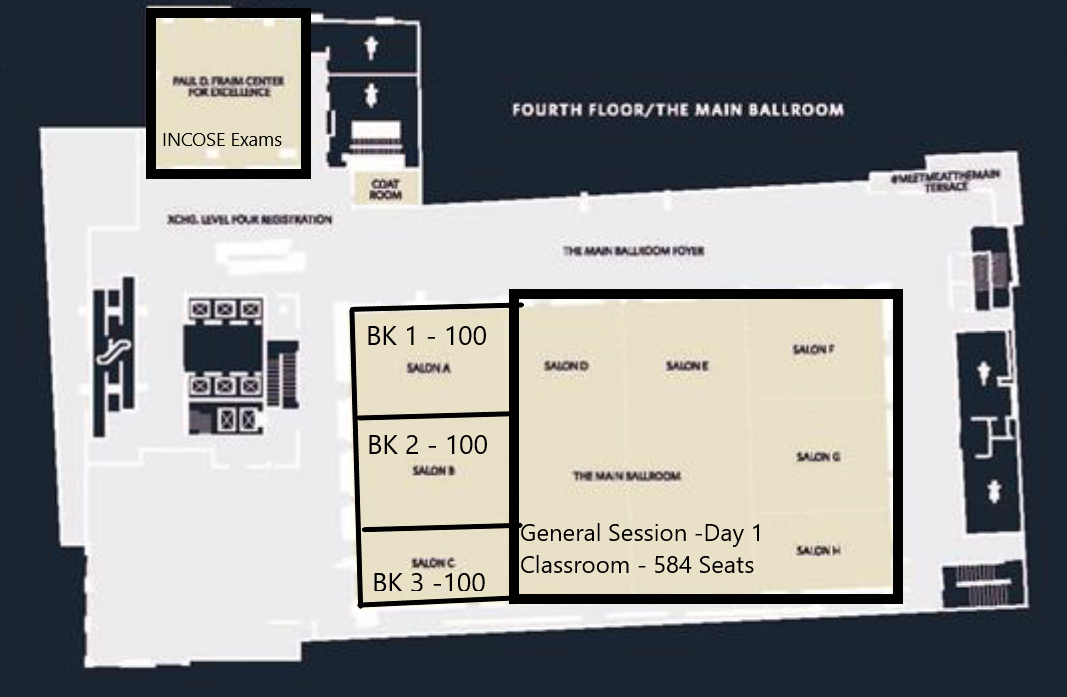 PAUL D. FRAIM CENTER
FOR EXCELLENCE
INCOSE Exams
FOURTH FLOOR/THE MAIN BALLROOM
COAT
ROOM
#MEETMEATTHEMAIN
TERRACE
XCHG. LEVEL FOUR REGISTRATION
THE MAIN BALLROOM FOYER
BK 1 - 100
SALON A
SALON D
SALON E
SALON F
BK 2 - 100
SALON B
THE MAIN BALLROOM
SALON G
SALON C
BK 3 -100
General Session -Day 1
Classroom - 584 Seats
SALON H